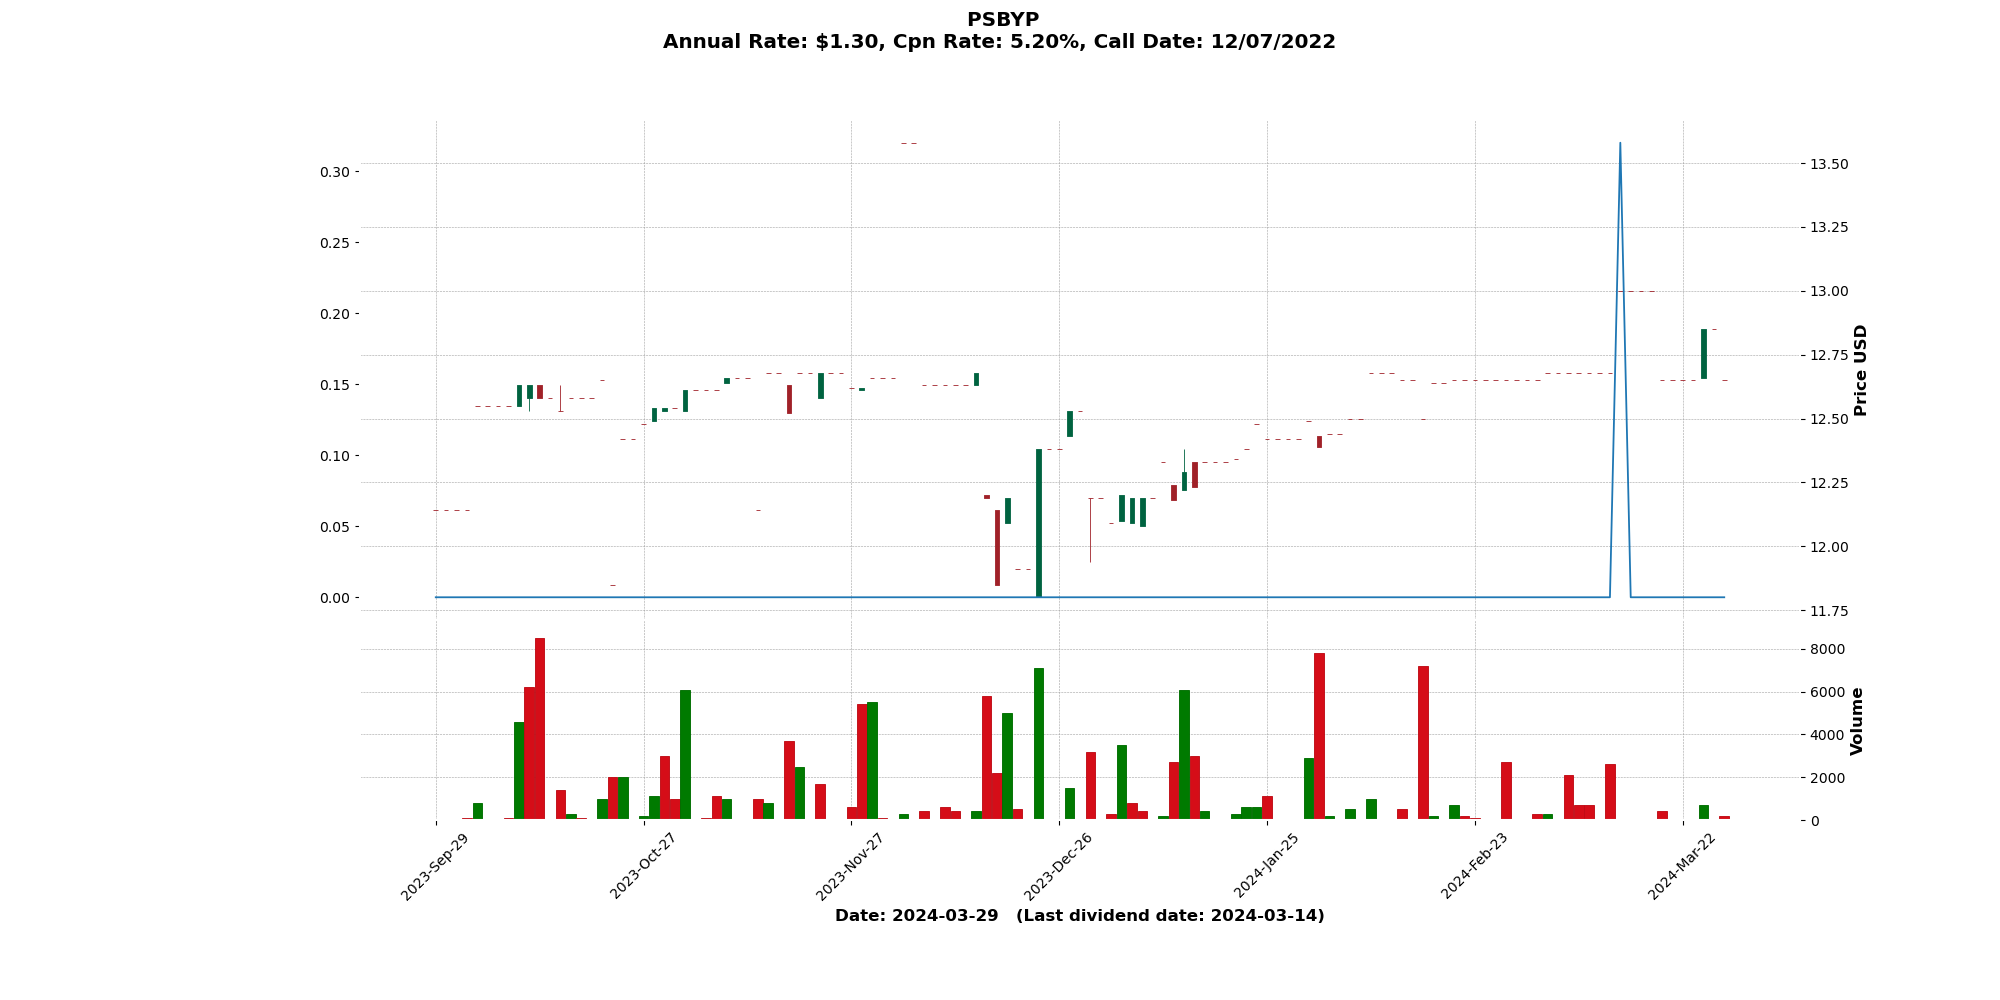 PSBYP
Annual Rate: $1.30, Cpn Rate: 5.20%, Call Date: 12/07/2022
0.30
0.25
0.20
0.15
0.10
0.05
0.00
13.50
13.25
13.00
12.75
12.50
12.25
12.00
11.75
Price USD
8000
6000
4000
2000
0
Volume
2023-Sep-29
2023-Oct-27
2023-Nov-27
2023-Dec-26
2024-Jan-25
2024-Feb-23
2024-Mar-22
Date: 2024-03-29 (Last dividend date: 2024-03-14)